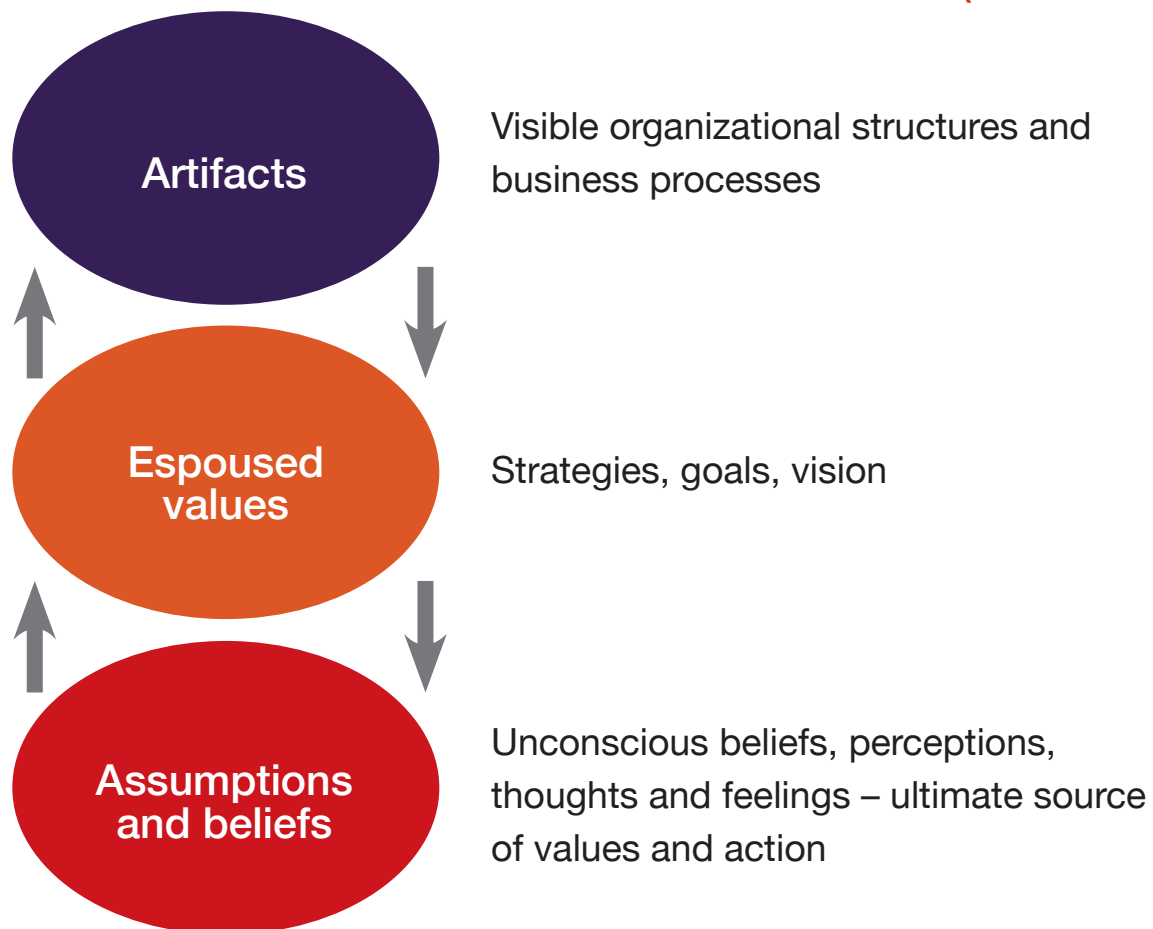 Artifacts
Visible organizational structures and
business processes
Espoused
values
Strategies, goals, vision
Assumptions
and beliefs
Unconscious beliefs, perceptions,
thoughts and feelings – ultimate source
of values and action